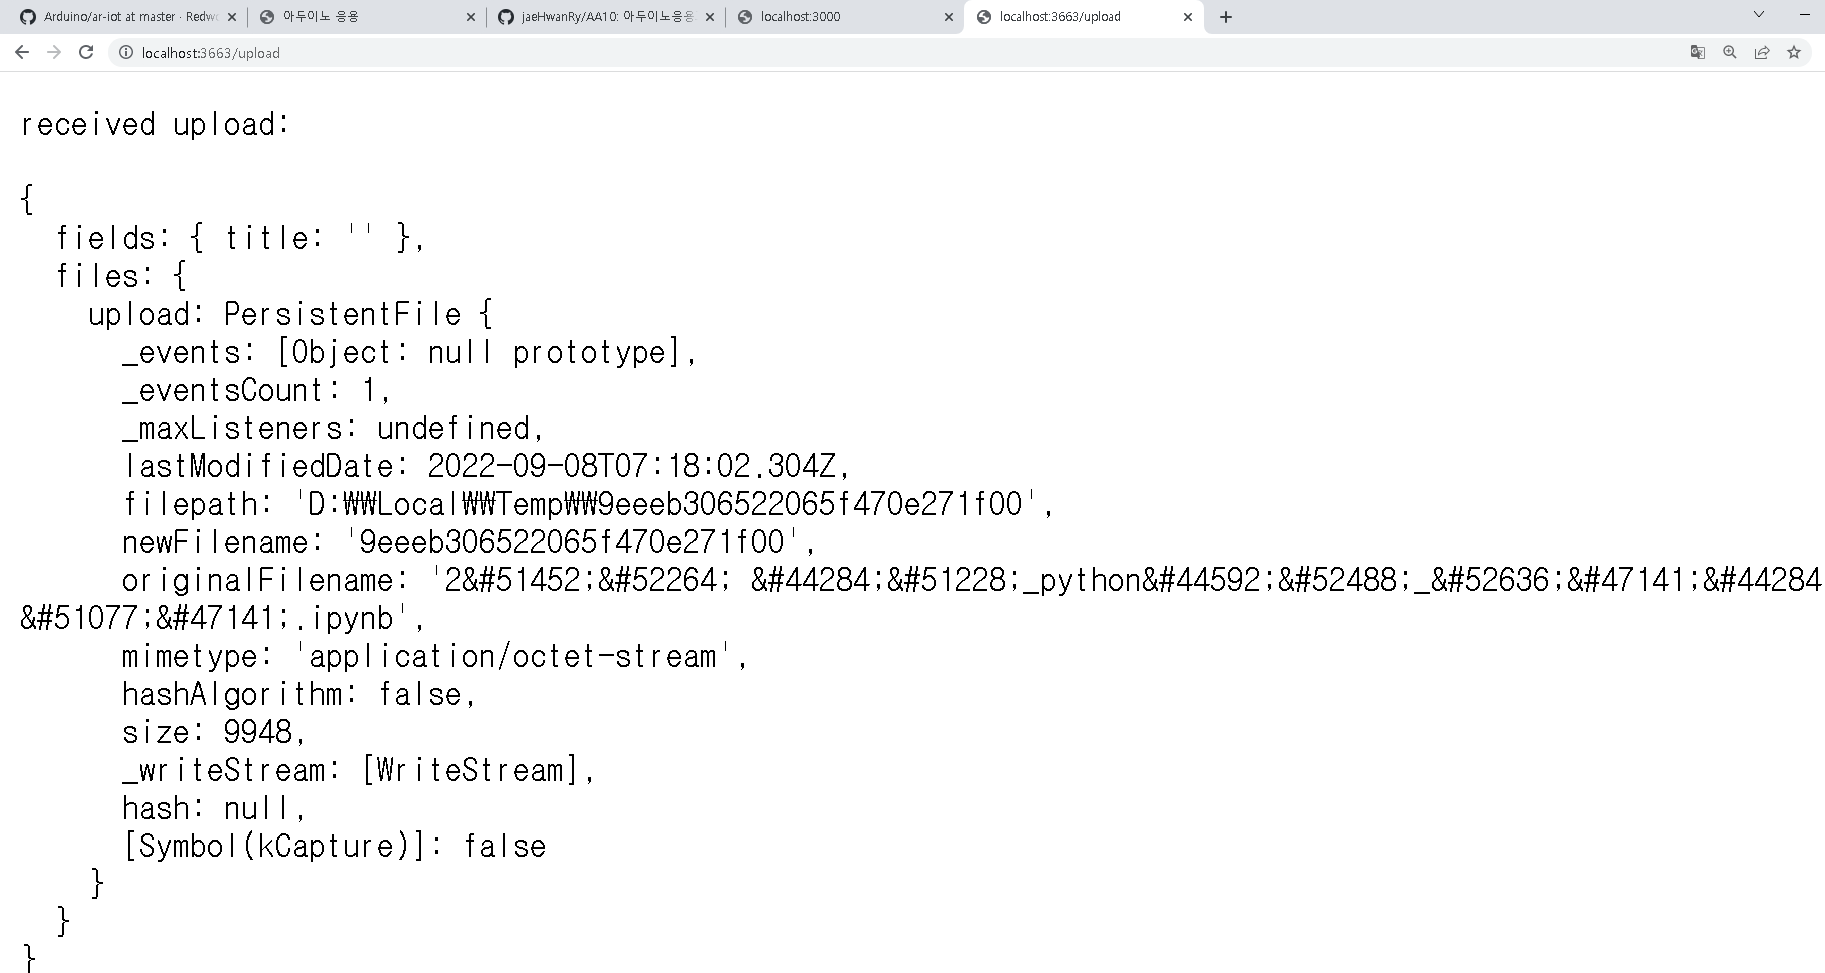 Arduino/ar-iot at master · Redwo
아두이노 응용
jaeHwanRy/AA10: 아두이노응용
localhost:3000
localhost:3663/upload
localhost:3663/upload
received upload:
{
  fields: { title: '' },
  files: {
    upload: PersistentFile {
      _events: [Object: null prototype],
      _eventsCount: 1,
      _maxListeners: undefined,
      lastModifiedDate: 2022-09-08T07:18:02.304Z,
      filepath: 'D:₩₩Local₩₩Temp₩₩9eeeb306522065f470e271f00',
      newFilename: '9eeeb306522065f470e271f00',
      originalFilename: '2&#51452;&#52264; &#44284;&#51228;_python&#44592;&#52488;_&#52636;&#47141;&#44284
&#51077;&#47141;.ipynb',
      mimetype: 'application/octet-stream',
      hashAlgorithm: false,
      size: 9948,
      _writeStream: [WriteStream],
      hash: null,
      [Symbol(kCapture)]: false
    }
  }
}